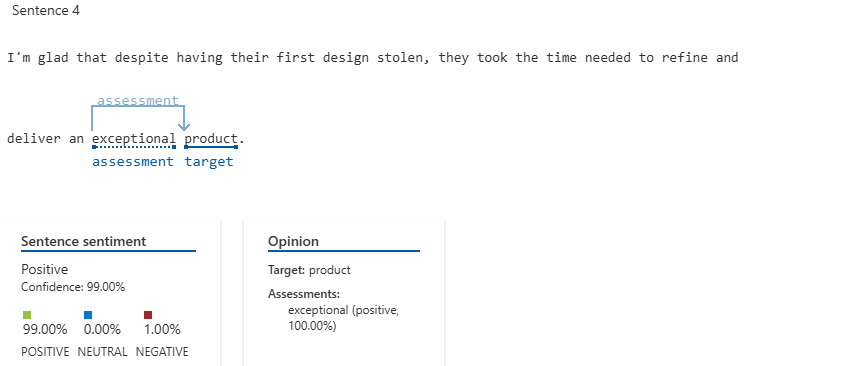 Sentence 4
I'm glad that despite having their first design stolen, they took the time needed to refine and
assessment
deliver an exceptional product.
assessment target
Sentence sentiment
Positive
Confidence: 99.00%
99.00% 0.00% 1.00%
POSITIVE NEUTRAL NEGATIVE
Opinion
Target: product
Assessments:
exceptional (positive,
100.00%)